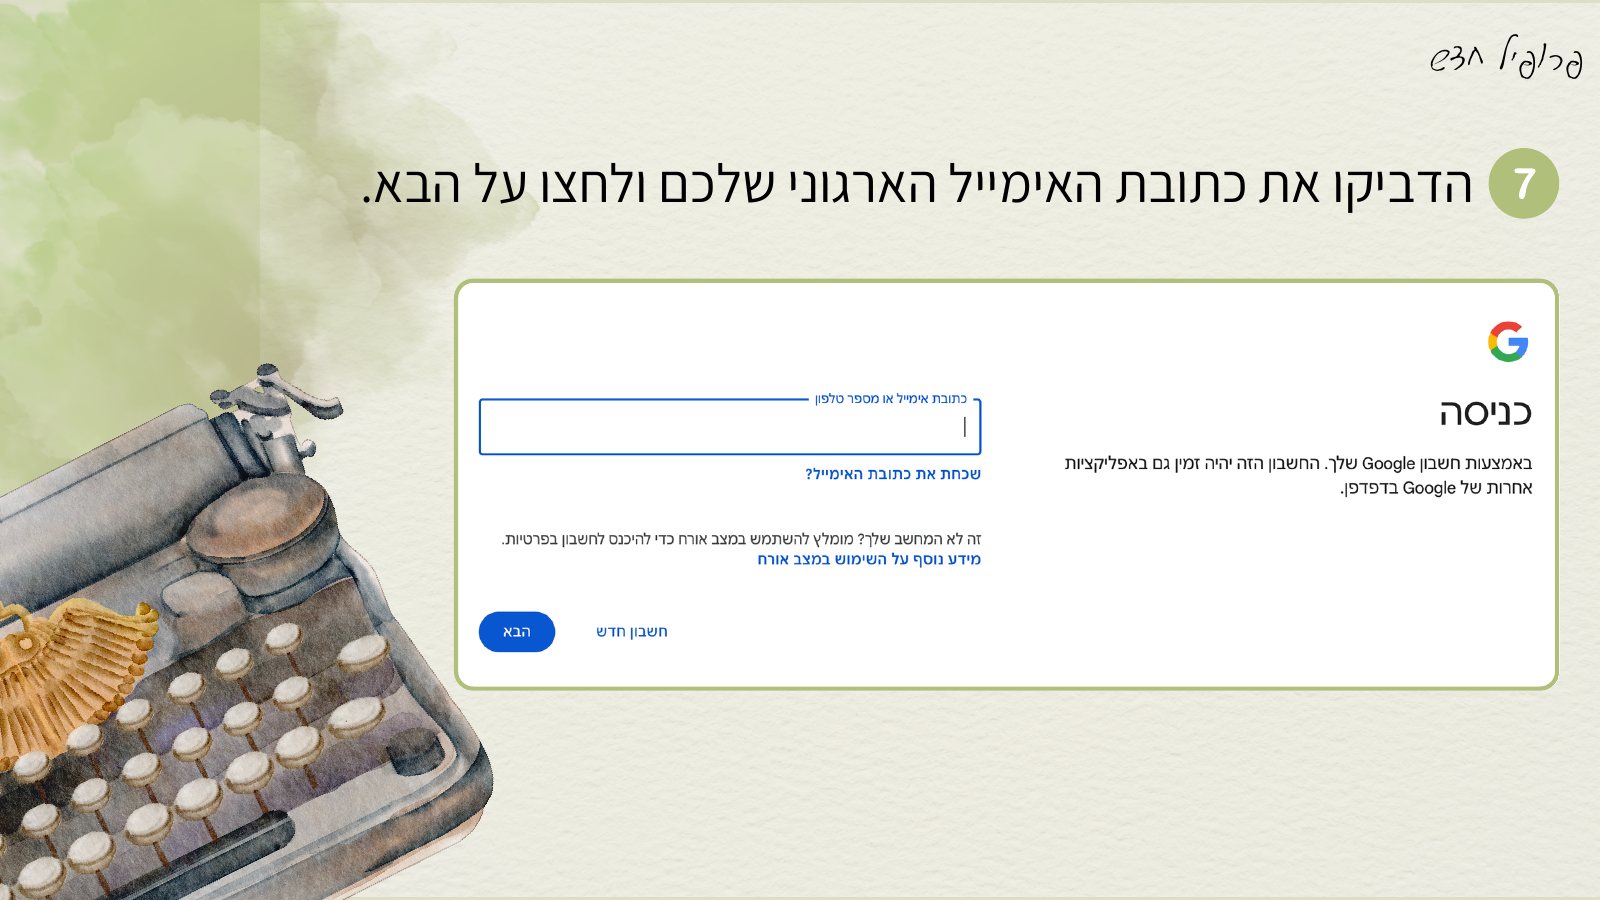 פרופיל חדש
7 הדביקו את כתובת האימייל הארגוני שלכם ולחצו על הבא.
כניסה
באמצעות חשבון Google שלך. החשבון הזה יהיה זמין גם באפליקציות
אחרות של Google בדפדפן.
כתובת אימייל או מספר טלפון
שכחת את כתובת האימייל?
זה לא המחשב שלך? מומלץ להשתמש במצב אורח כדי להיכנס לחשבון בפרטיות.
מידע נוסף על השימוש במצב אורח
חשבון חדש
הבא